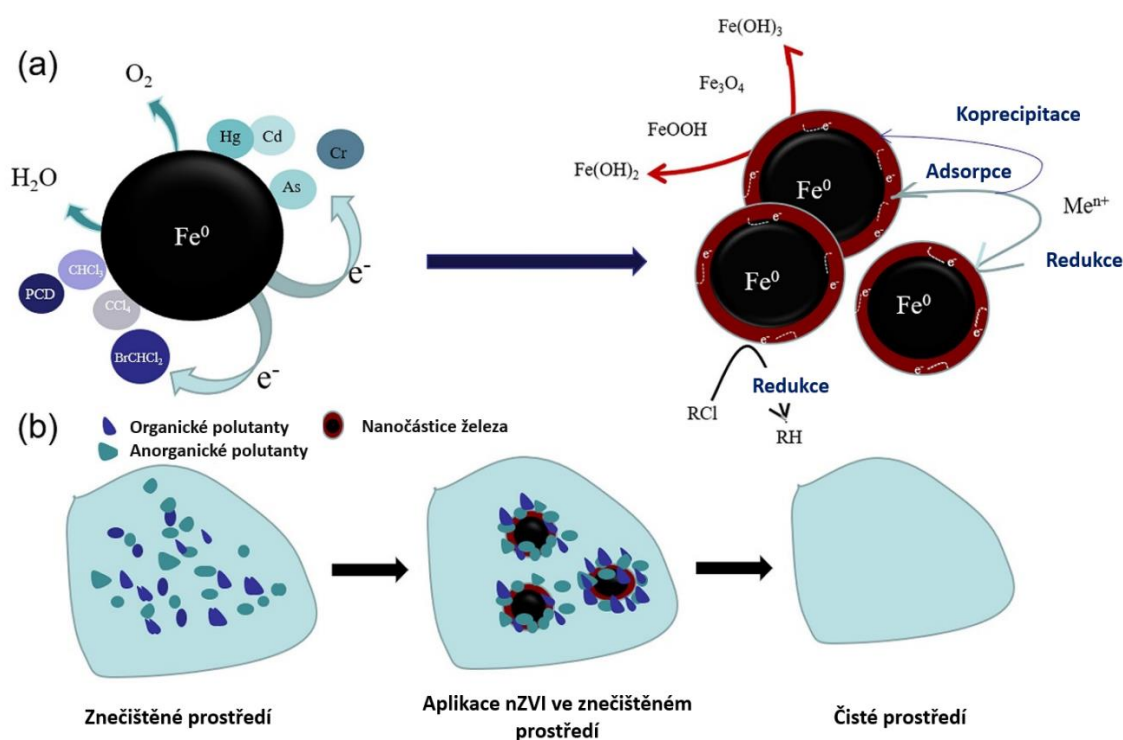 (a)
O₂
H₂O
Hg
Cd
Cr
As
Fe⁰
CHCl₃
PCD
CCl₄
BrCHCl₂
e⁻
e⁻
Fe(OH)₃
Fe₃O₄
FeOOH
Fe(OH)₂
Koprecipitace
Adsorpce
Meⁿ⁺
Redukce
e⁻
e⁻
e⁻
e⁻
Fe⁰
e⁻
e⁻
e⁻
e⁻
Fe⁰
e⁻
e⁻
e⁻
e⁻
Fe⁰
Redukce
RCl
RH
(b)
Organické polutanty
Anorganické polutanty
Nanočástice železa
Znečištěné prostředí
Aplikace nZVI ve znečištěném
prostředí
Čisté prostředí